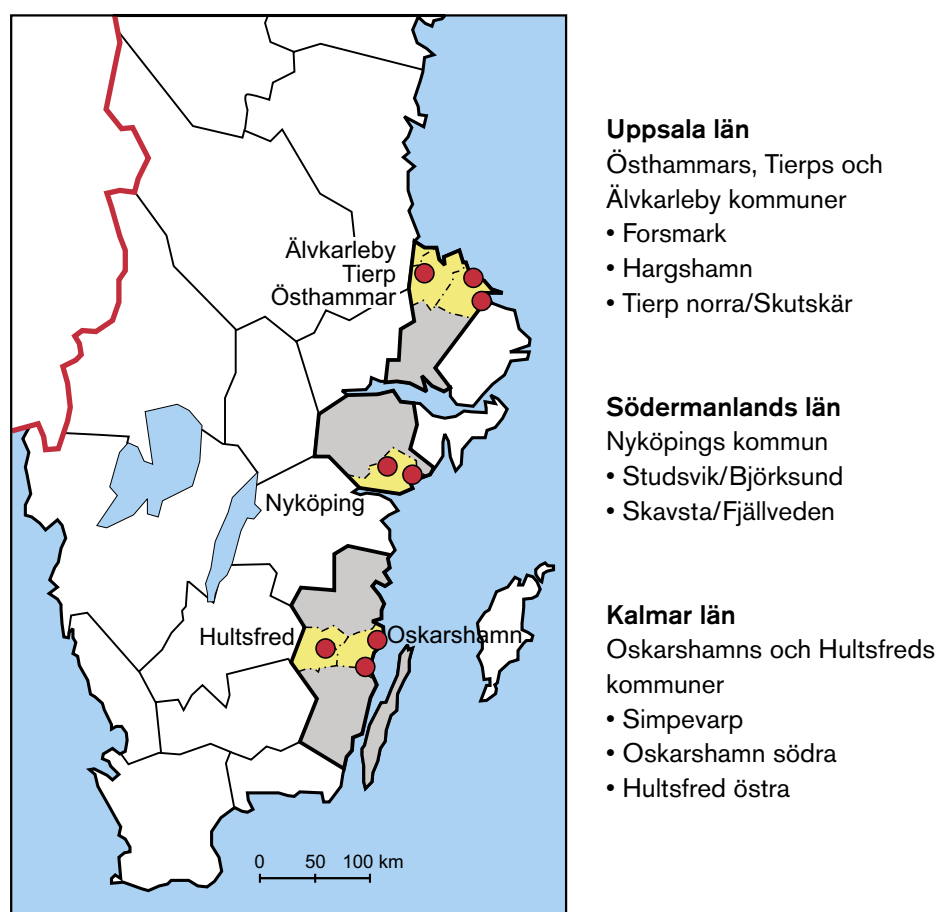 Älvkarleby
Tierp
Östhammar
Nyköping
Hultsfred
Oskarshamn
0 50 100 km
Uppsala län
Östhammars, Tierps och
Älvkarleby kommuner
• Forsmark
• Hargshamn
• Tierp norra/Skutskär
Södermanlands län
Nyköpings kommun
• Studsvik/Björksund
• Skavsta/Fjällveden
Kalmar län
Oskarshamns och Hultsfreds
kommuner
• Simpevarp
• Oskarshamn södra
• Hultsfred östra